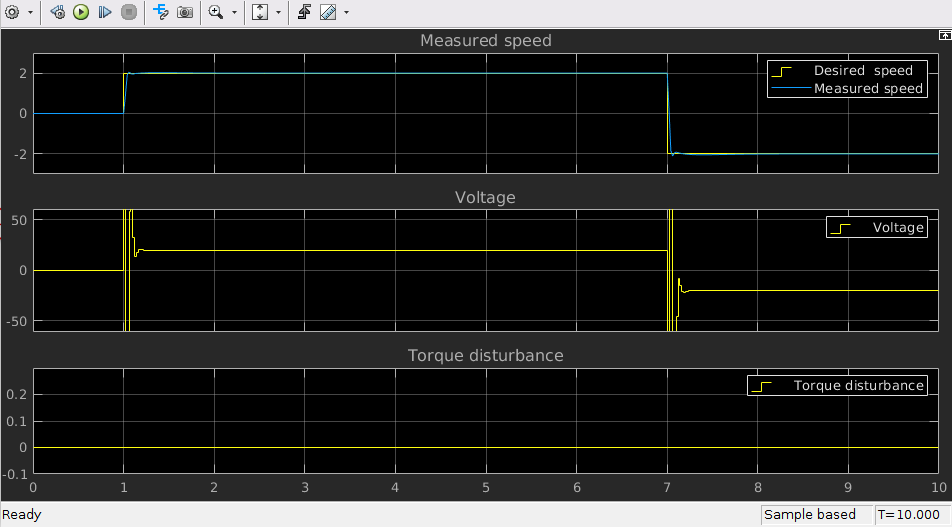 Measured speed
2
0
-2
Desired  speed
Measured speed
Voltage
50
0
-50
Voltage
Torque disturbance
0.2
0.1
0
-0.1
Torque disturbance
0 1 2 3 4 5 6 7 8 9 10
Ready
Sample based
T=10.000